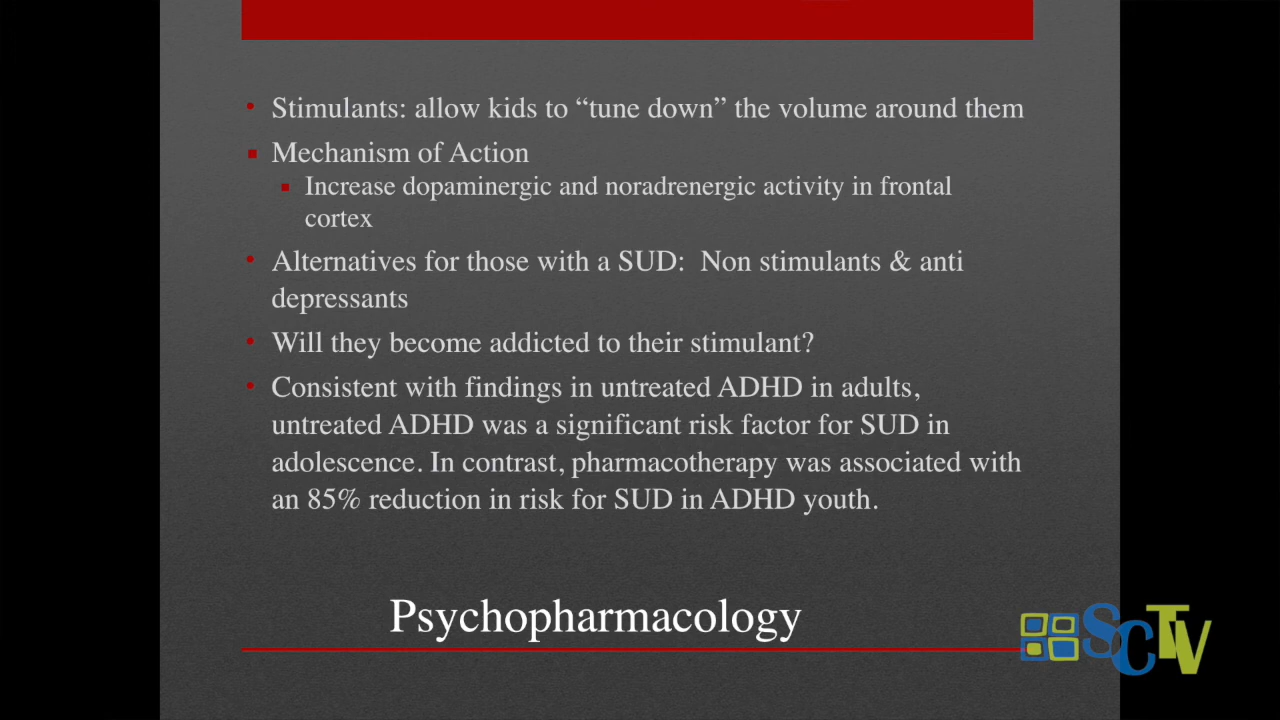 • Stimulants: allow kids to “tune down” the volume around them
▪ Mechanism of Action
▪ Increase dopaminergic and noradrenergic activity in frontal
cortex
• Alternatives for those with a SUD:  Non stimulants & anti
depressants
• Will they become addicted to their stimulant?
• Consistent with findings in untreated ADHD in adults,
untreated ADHD was a significant risk factor for SUD in
adolescence. In contrast, pharmacotherapy was associated with
an 85% reduction in risk for SUD in ADHD youth.
Psychopharmacology
SCTV